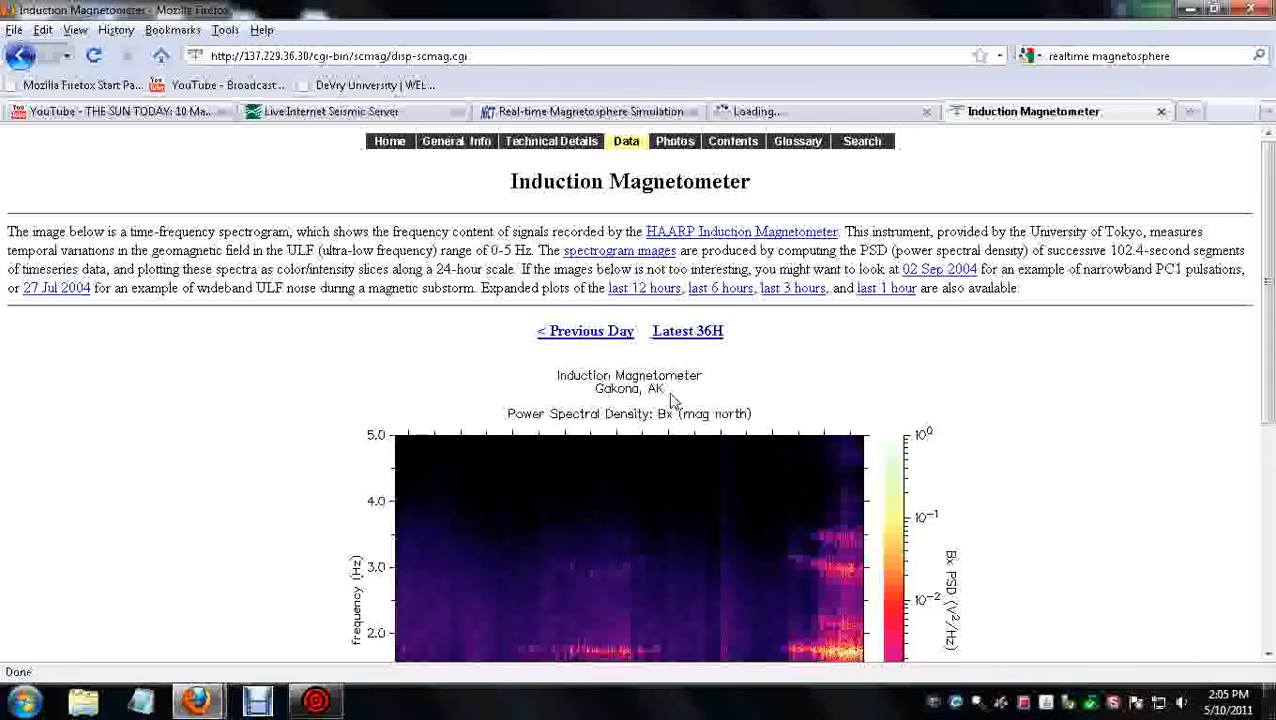 Induction Magnetometer - Mozilla Firefox
File Edit View History Bookmarks Tools Help
http://137.229.36.30/cgi-bin/scmag/disp-scmag.cgi
realtime magnetosphere
Mozilla Firefox Start Pa... YouTube - Broadcast... DeVry University | WEL...
YouTube - THE SUN TODAY: 10 Ma... Live Internet Seismic Server Real-time Magnetosphere Simulation Loading... Induction Magnetometer
Home General Info Technical Details Data Photos Contents Glossary Search
Induction Magnetometer
The image below is a time-frequency spectrogram, which shows the frequency content of signals recorded by the HAARP Induction Magnetometer. This instrument, provided by the University of Tokyo, measures
temporal variations in the geomagnetic field in the ULF (ultra-low frequency) range of 0-5 Hz. The spectrogram images are produced by computing the PSD (power spectral density) of successive 102.4-second segments
of timeseries data, and plotting these spectra as color/intensity slices along a 24-hour scale. If the images below is not too interesting, you might want to look at 02 Sep 2004 for an example of narrowband PC1 pulsations,
or 27 Jul 2004 for an example of wideband ULF noise during a magnetic substorm. Expanded plots of the last 12 hours, last 6 hours, last 3 hours, and last 1 hour are also available.
< Previous Day Latest 36H
Induction Magnetometer
Gakona, AK
Power Spectral Density: Bx (mag north)
5.0
4.0
3.0
2.0
frequency (Hz)
10^0
10^-1
10^-2
Bx PSD (V^2/Hz)
Done
2:05 PM
5/10/2011